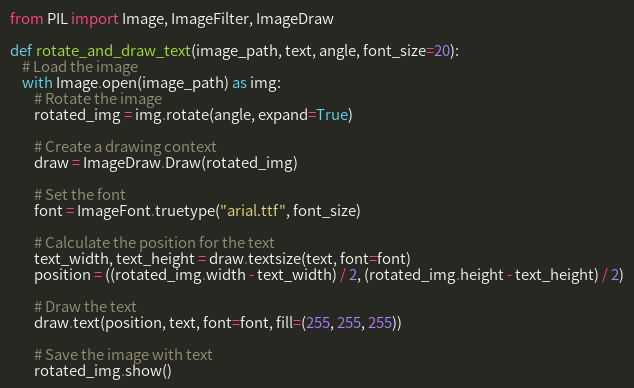 from PIL import Image, ImageFilter, ImageDraw

def rotate_and_draw_text(image_path, text, angle, font_size=20):
    # Load the image
    with Image.open(image_path) as img:
        # Rotate the image
        rotated_img = img.rotate(angle, expand=True)

        # Create a drawing context
        draw = ImageDraw.Draw(rotated_img)

        # Set the font
        font = ImageFont.truetype("arial.ttf", font_size)

        # Calculate the position for the text
        text_width, text_height = draw.textsize(text, font=font)
        position = ((rotated_img.width - text_width) / 2, (rotated_img.height - text_height) / 2)

        # Draw the text
        draw.text(position, text, font=font, fill=(255, 255, 255))

        # Save the image with text
        rotated_img.show()